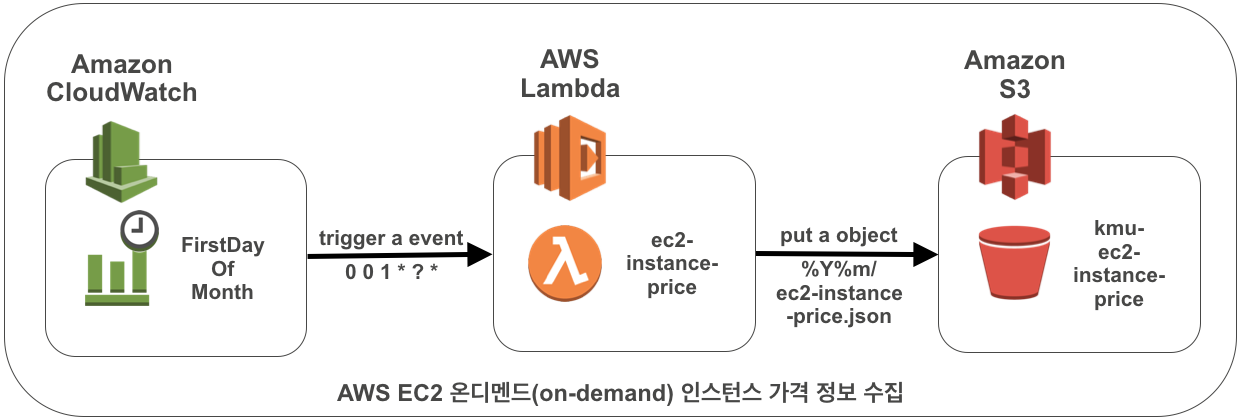 Amazon
CloudWatch
AWS
Lambda
Amazon
S3
FirstDay
Of
Month
trigger a event
0 0 1 * ? *
ec2-
instance-
price
put a object
%Y%m/
ec2-instance
-price.json
kmu-
ec2-
instance-
price
AWS EC2 온디멘드(on-demand) 인스턴스 가격 정보 수집